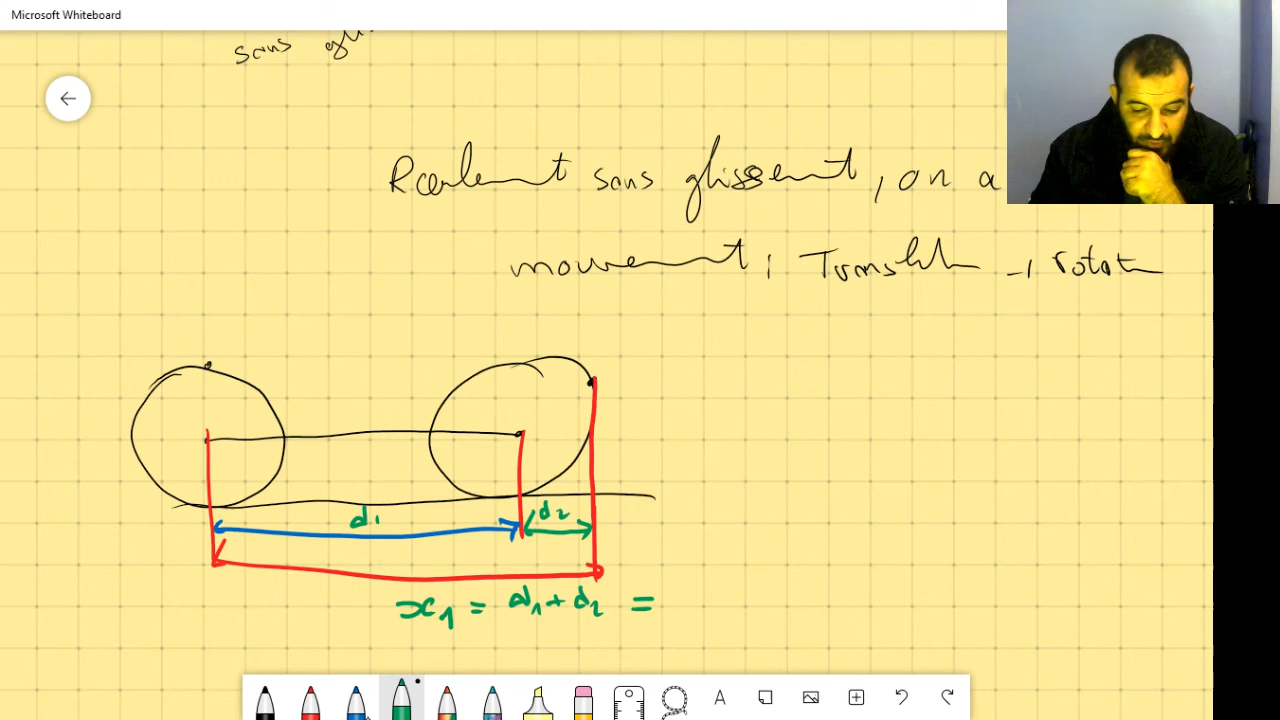 Microsoft Whiteboard
sans
Roulement sans glissement, on a
mouvement : Translation → rotation
d₁
d₂
x₁ = d₁ + d₂ =
A